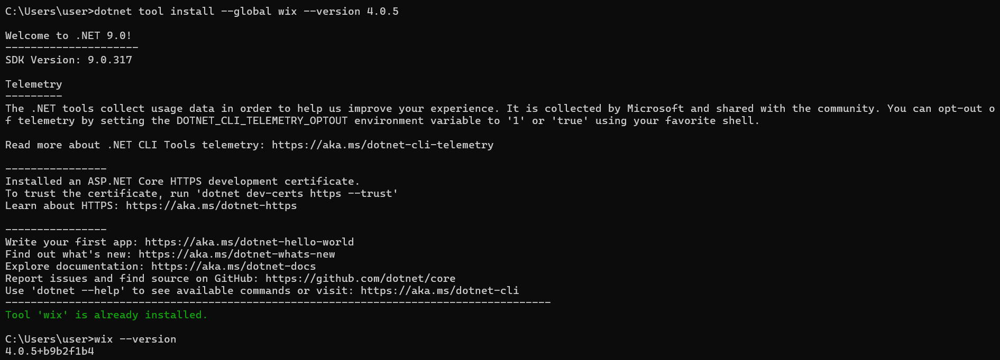 C:\Users\user>dotnet tool install --global wix --version 4.0.5
Welcome to .NET 9.0!
---------------------
SDK Version: 9.0.317
Telemetry
---------
The .NET tools collect usage data in order to help us improve your experience. It is collected by Microsoft and shared with the community. You can opt-out o
f telemetry by setting the DOTNET_CLI_TELEMETRY_OPTOUT environment variable to '1' or 'true' using your favorite shell.
Read more about .NET CLI Tools telemetry: https://aka.ms/dotnet-cli-telemetry
----------------
Installed an ASP.NET Core HTTPS development certificate.
To trust the certificate, run 'dotnet dev-certs https --trust'
Learn about HTTPS: https://aka.ms/dotnet-https
----------------
Write your first app: https://aka.ms/dotnet-hello-world
Find out what's new: https://aka.ms/dotnet-whats-new
Explore documentation: https://aka.ms/dotnet-docs
Report issues and find source on GitHub: https://github.com/dotnet/core
Use 'dotnet --help' to see available commands or visit: https://aka.ms/dotnet-cli
--------------------------------------------------------------------------------------
Tool 'wix' is already installed.
C:\Users\user>wix --version
4.0.5+b9b2f1b4